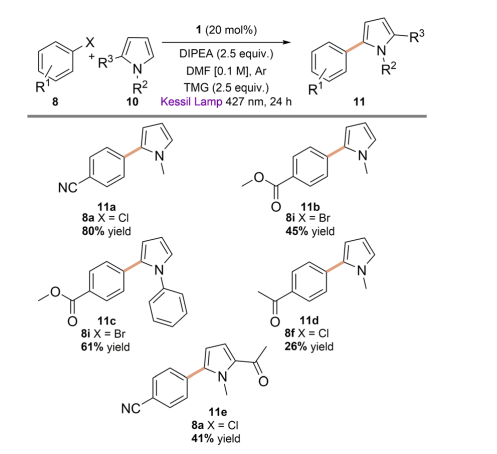 1 (20 mol%)
DIPEA (2.5 equiv.)
DMF [0.1 M], Ar
TMG (2.5 equiv.)
Kessil Lamp 427 nm, 24 h
X
R¹
8
+
R³
N
R²
10
R¹
N
R²
R³
11
NC
N
11a
8a X = Cl
80% yield
O
O
N
11b
8i X = Br
45% yield
O
O
N
11c
8i X = Br
61% yield
O
N
11d
8f X = Cl
26% yield
NC
N
O
11e
8a X = Cl
41% yield